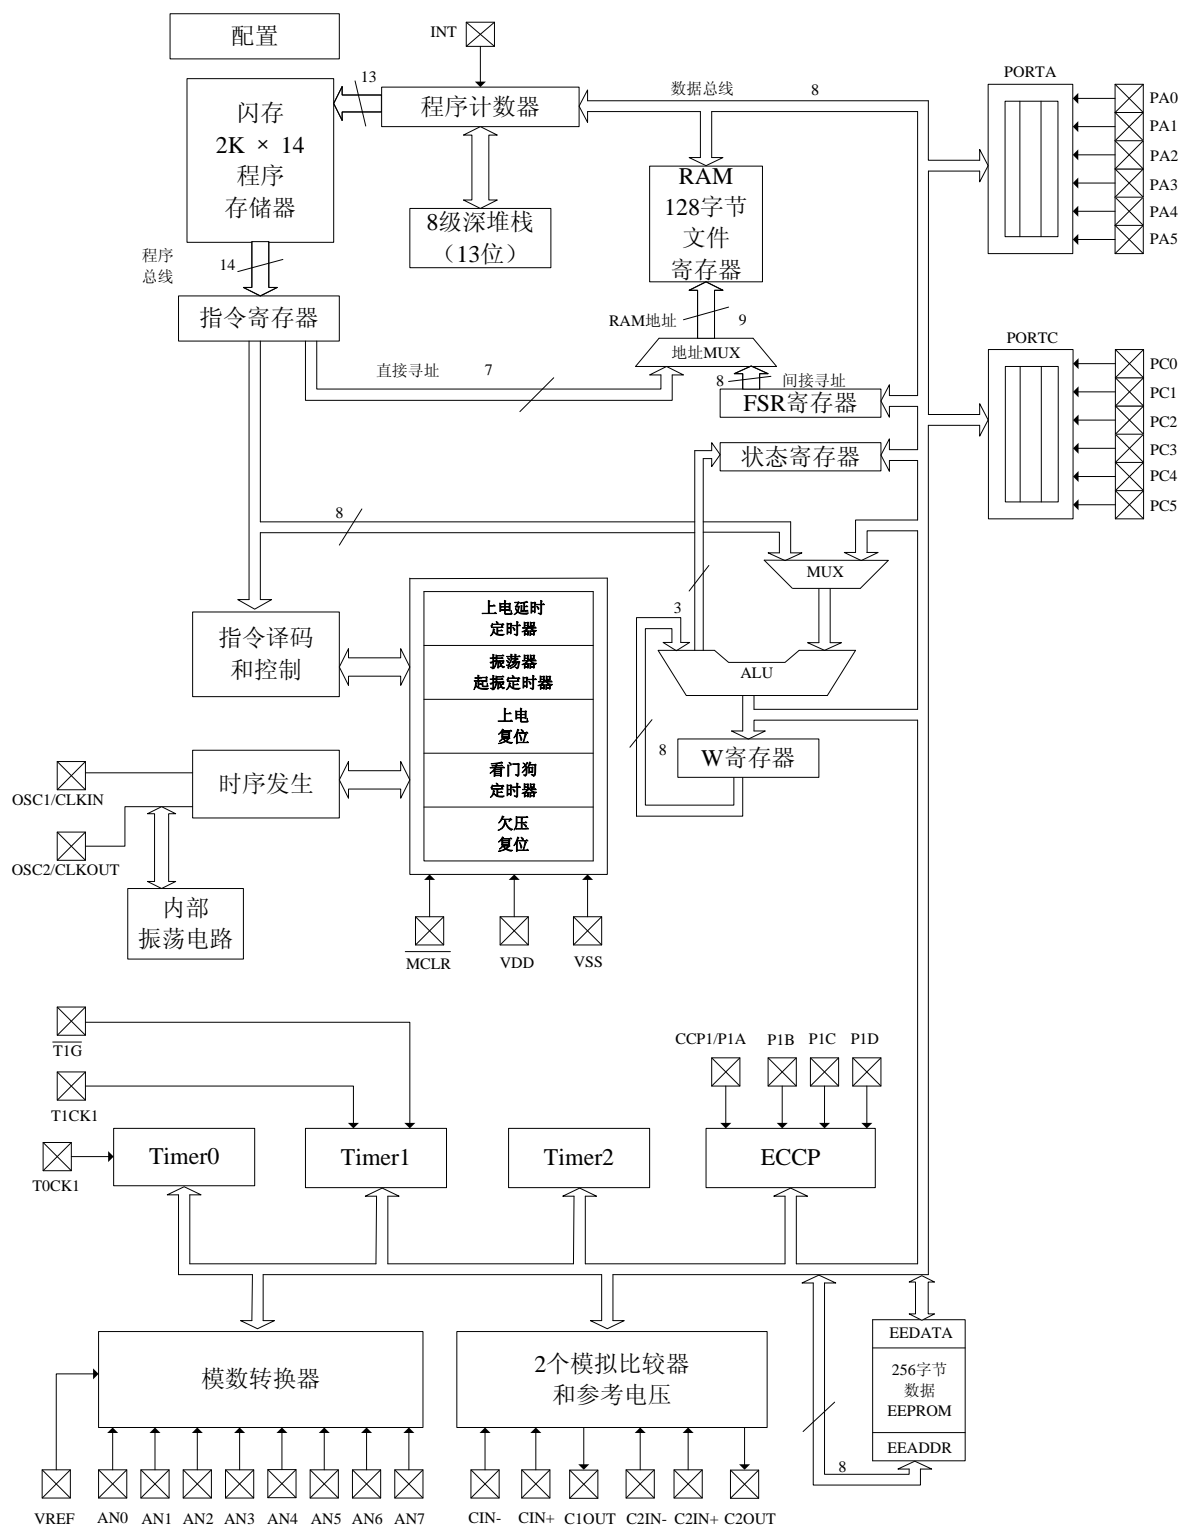 配置
INT
13
闪存
2K × 14
程序
存储器
程序计数器
数据总线
8
PORTA
PA0
PA1
PA2
PA3
PA4
PA5
8级深堆栈
（13位）
RAM
128字节
文件
寄存器
程序
总线
14
指令寄存器
RAM地址
9
地址MUX
直接寻址
7
8
间接寻址
FSR寄存器
状态寄存器
PORTC
PC0
PC1
PC2
PC3
PC4
PC5
8
MUX
3
ALU
8
W寄存器
指令译码
和控制
上电延时
定时器
振荡器
起振定时器
上电
复位
看门狗
定时器
欠压
复位
时序发生
OSC1/CLKIN
OSC2/CLKOUT
内部
振荡电路
MCLR
VDD
VSS
T1G
T1CK1
T0CK1
CCP1/P1A
P1B
P1C
P1D
Timer0
Timer1
Timer2
ECCP
模数转换器
2个模拟比较器
和参考电压
EEDATA
256字节
数据
EEPROM
EEADDR
8
VREF
AN0
AN1
AN2
AN3
AN4
AN5
AN6
AN7
CIN-
CIN+
C1OUT
C2IN-
C2IN+
C2OUT